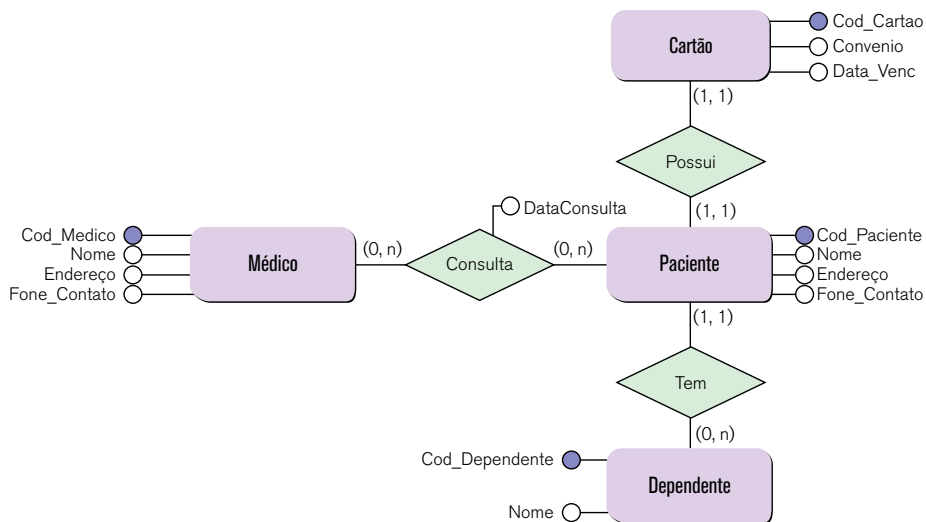 Cartão
Cod_Cartao
Convenio
Data_Venc
(1, 1)
Possui
(1, 1)
DataConsulta
Cod_Medico
Nome
Endereço
Fone_Contato
Médico
(0, n)
Consulta
(0, n)
Paciente
Cod_Paciente
Nome
Endereço
Fone_Contato
(1, 1)
Tem
(0, n)
Cod_Dependente
Nome
Dependente